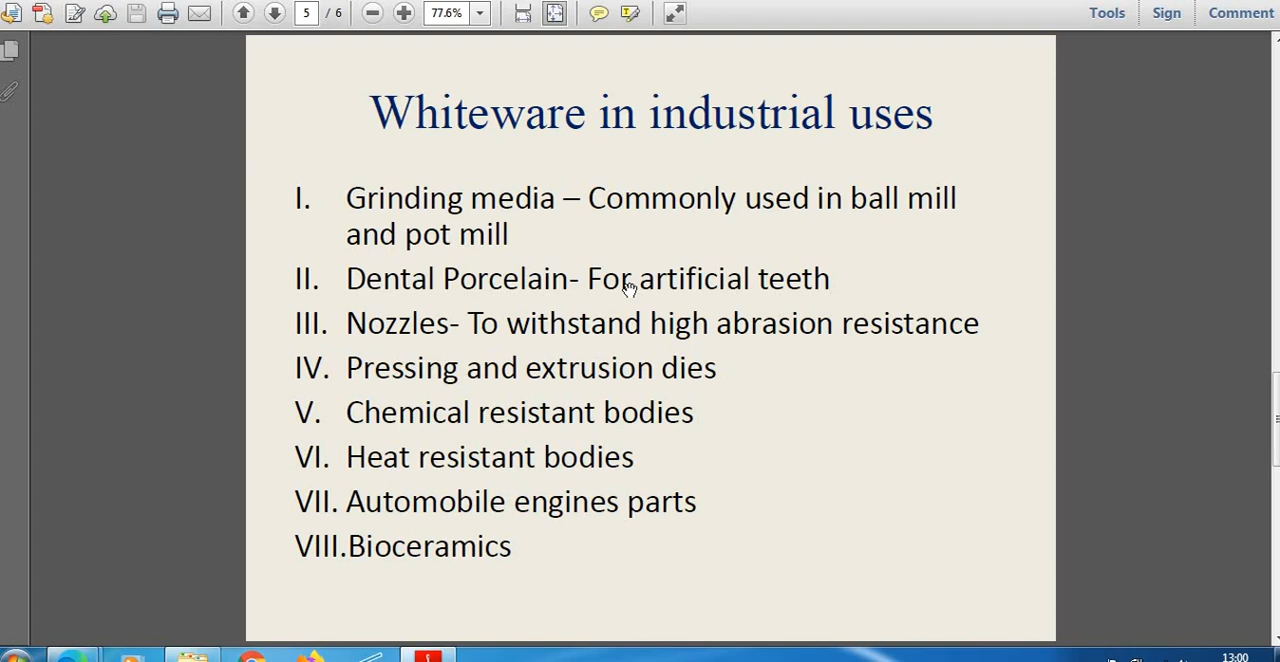 5 / 6
77.6%
Tools
Sign
Comment
Whiteware in industrial uses
I. Grinding media – Commonly used in ball mill
and pot mill
II. Dental Porcelain- For artificial teeth
III. Nozzles- To withstand high abrasion resistance
IV. Pressing and extrusion dies
V. Chemical resistant bodies
VI. Heat resistant bodies
VII. Automobile engines parts
VIII.Bioceramics
13:00